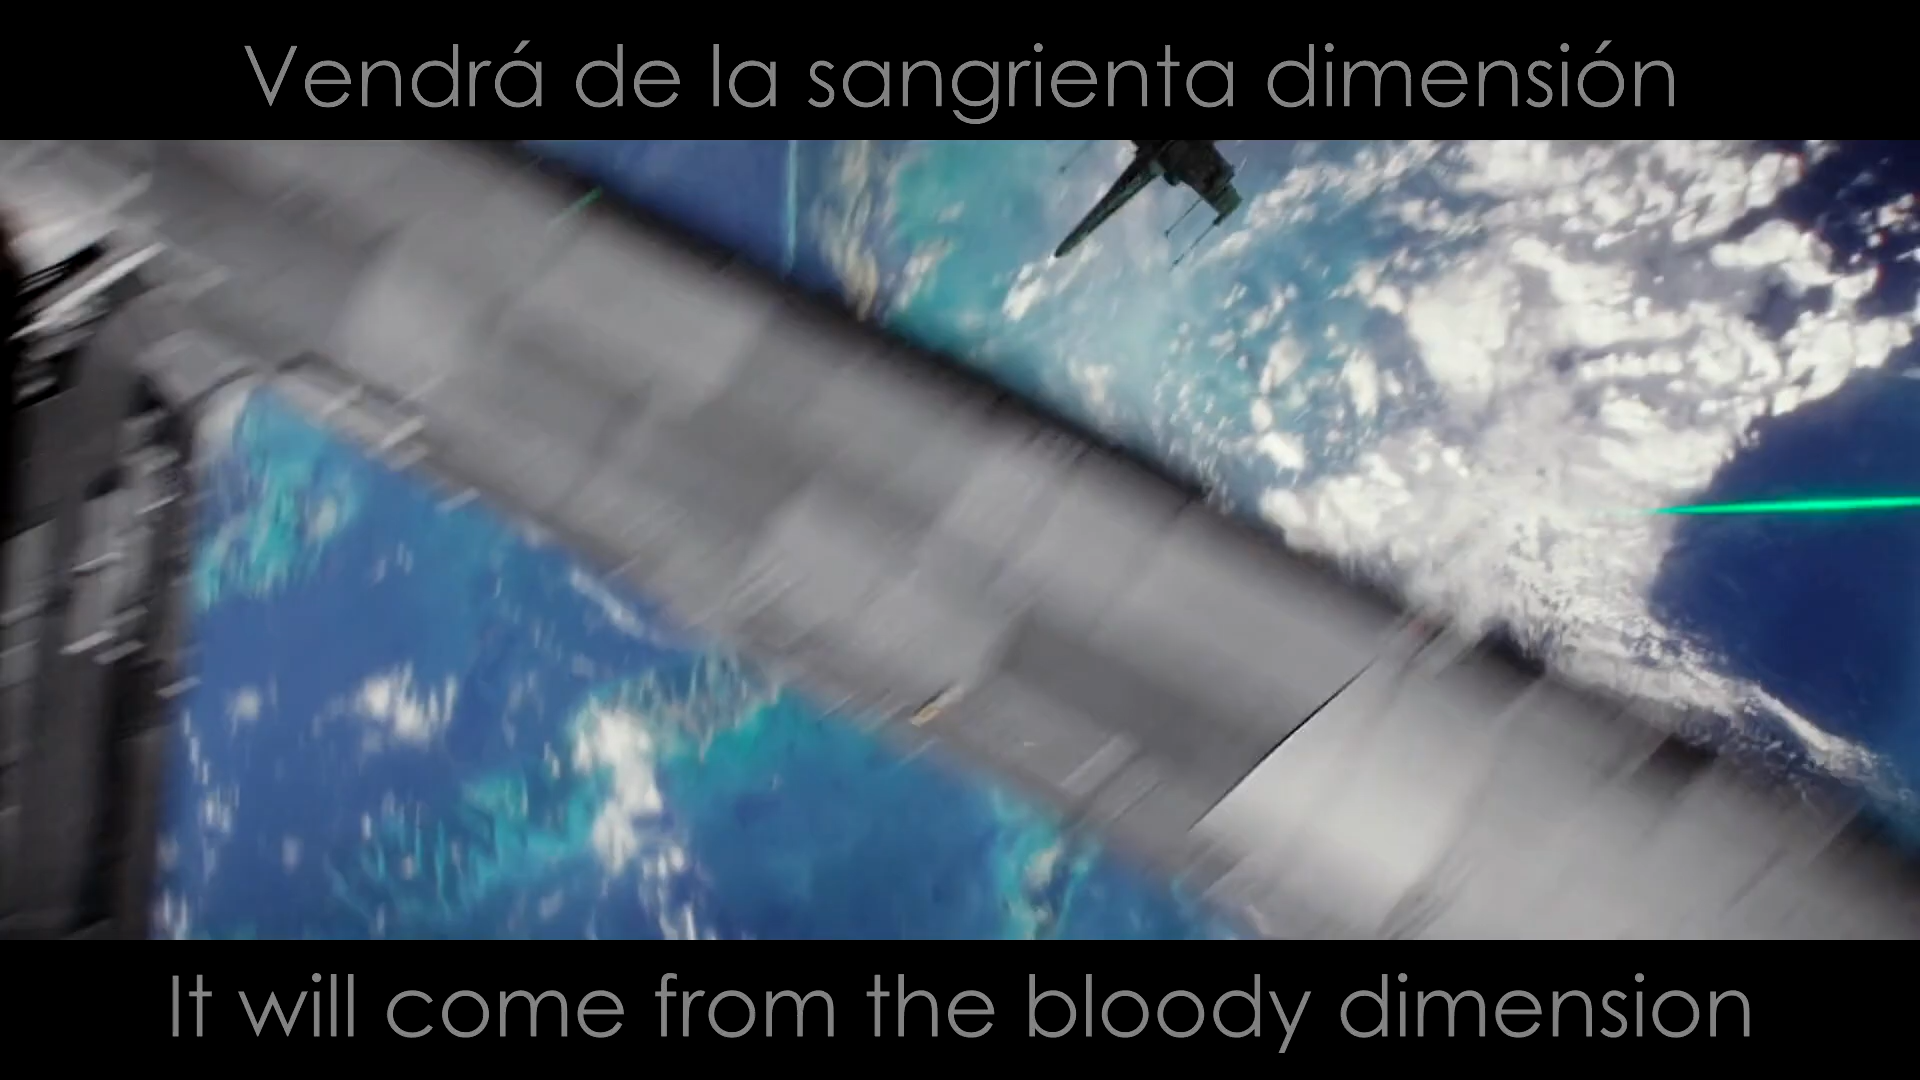 Vendrá de la sangrienta dimensión
It will come from the bloody dimension